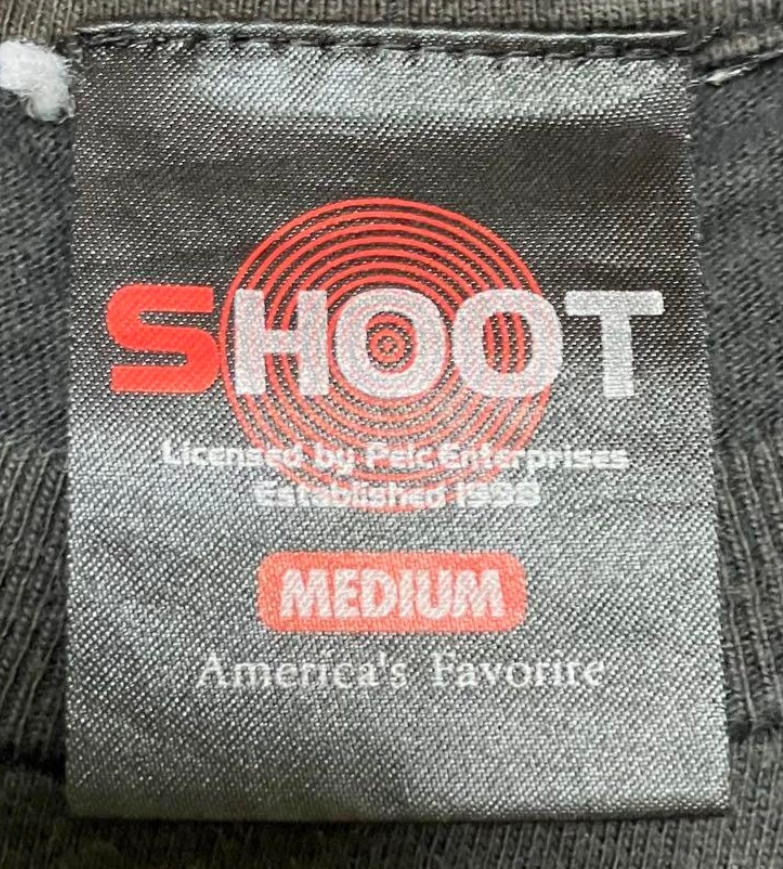 SHOOT
Licensed by Pelc Enterprises
Established 1998
MEDIUM
America's Favorite